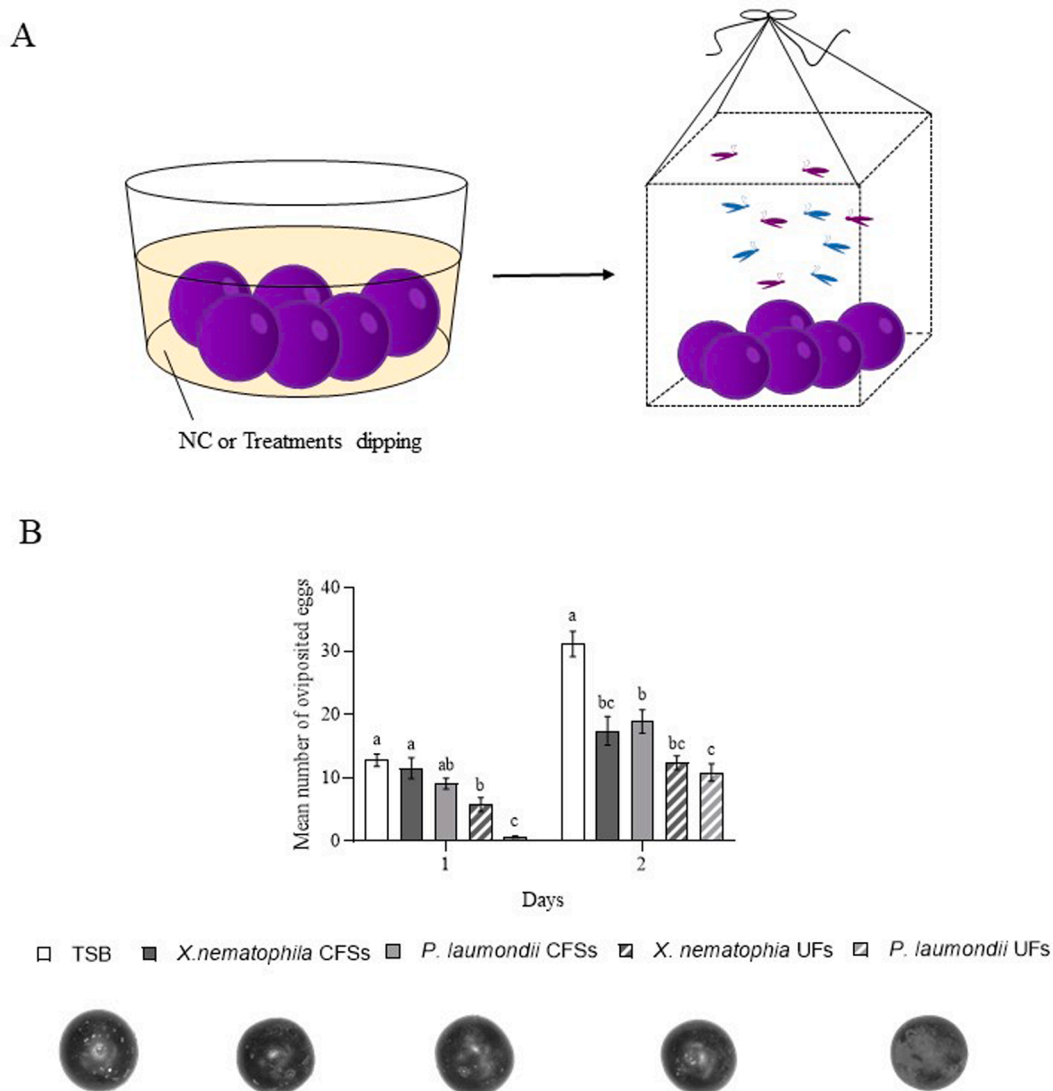 A
NC or Treatments dipping
B
Mean number of oviposited eggs
40
30
20
10
0
a
a
ab
b
c
a
bc
b
bc
c
1
2
Days
TSB X.nematophila CFSs P. laumondii CFSs X. nematophia UFs P. laumondii UFs